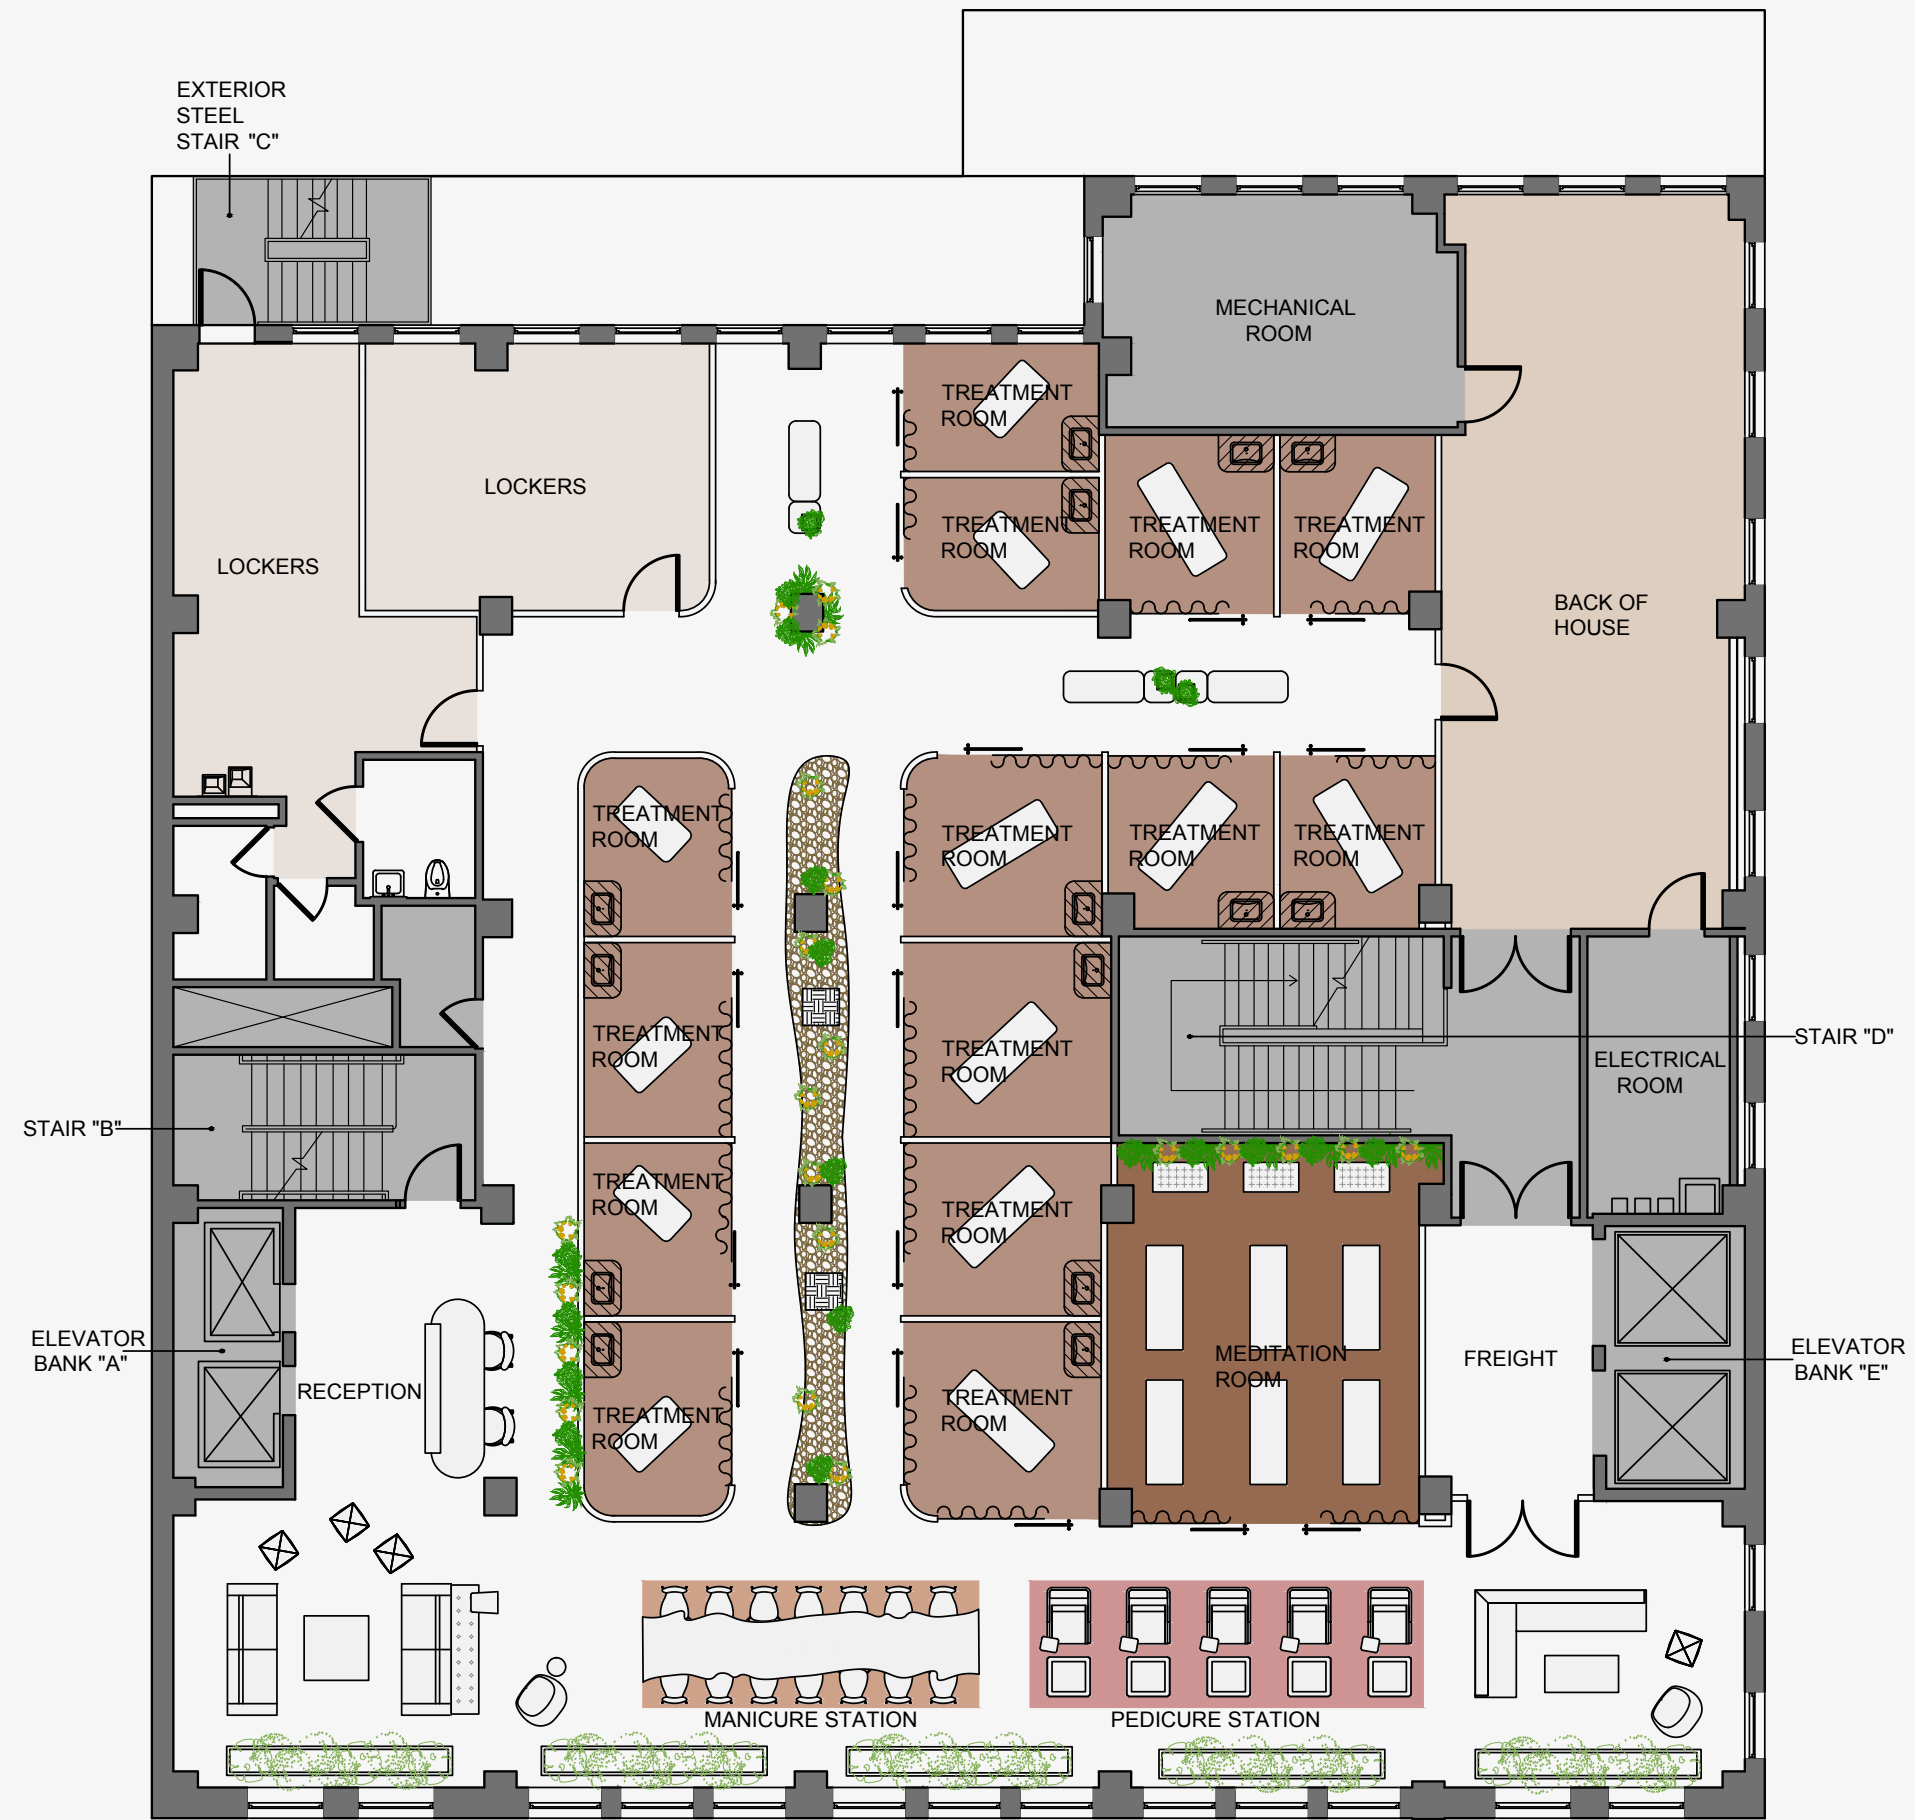 EXTERIOR
STEEL
STAIR "C"
MECHANICAL
ROOM
TREATMENT
ROOM
LOCKERS
TREATMENT
ROOM
TREATMENT
ROOM
TREATMENT
ROOM
LOCKERS
BACK OF
HOUSE
TREATMENT
ROOM
TREATMENT
ROOM
TREATMENT
ROOM
TREATMENT
ROOM
TREATMENT
ROOM
TREATMENT
ROOM
STAIR "D"
ELECTRICAL
ROOM
STAIR "B"
TREATMENT
ROOM
TREATMENT
ROOM
ELEVATOR
BANK "A"
RECEPTION
MEDITATION
ROOM
FREIGHT
ELEVATOR
BANK "E"
TREATMENT
ROOM
TREATMENT
ROOM
MANICURE STATION
PEDICURE STATION